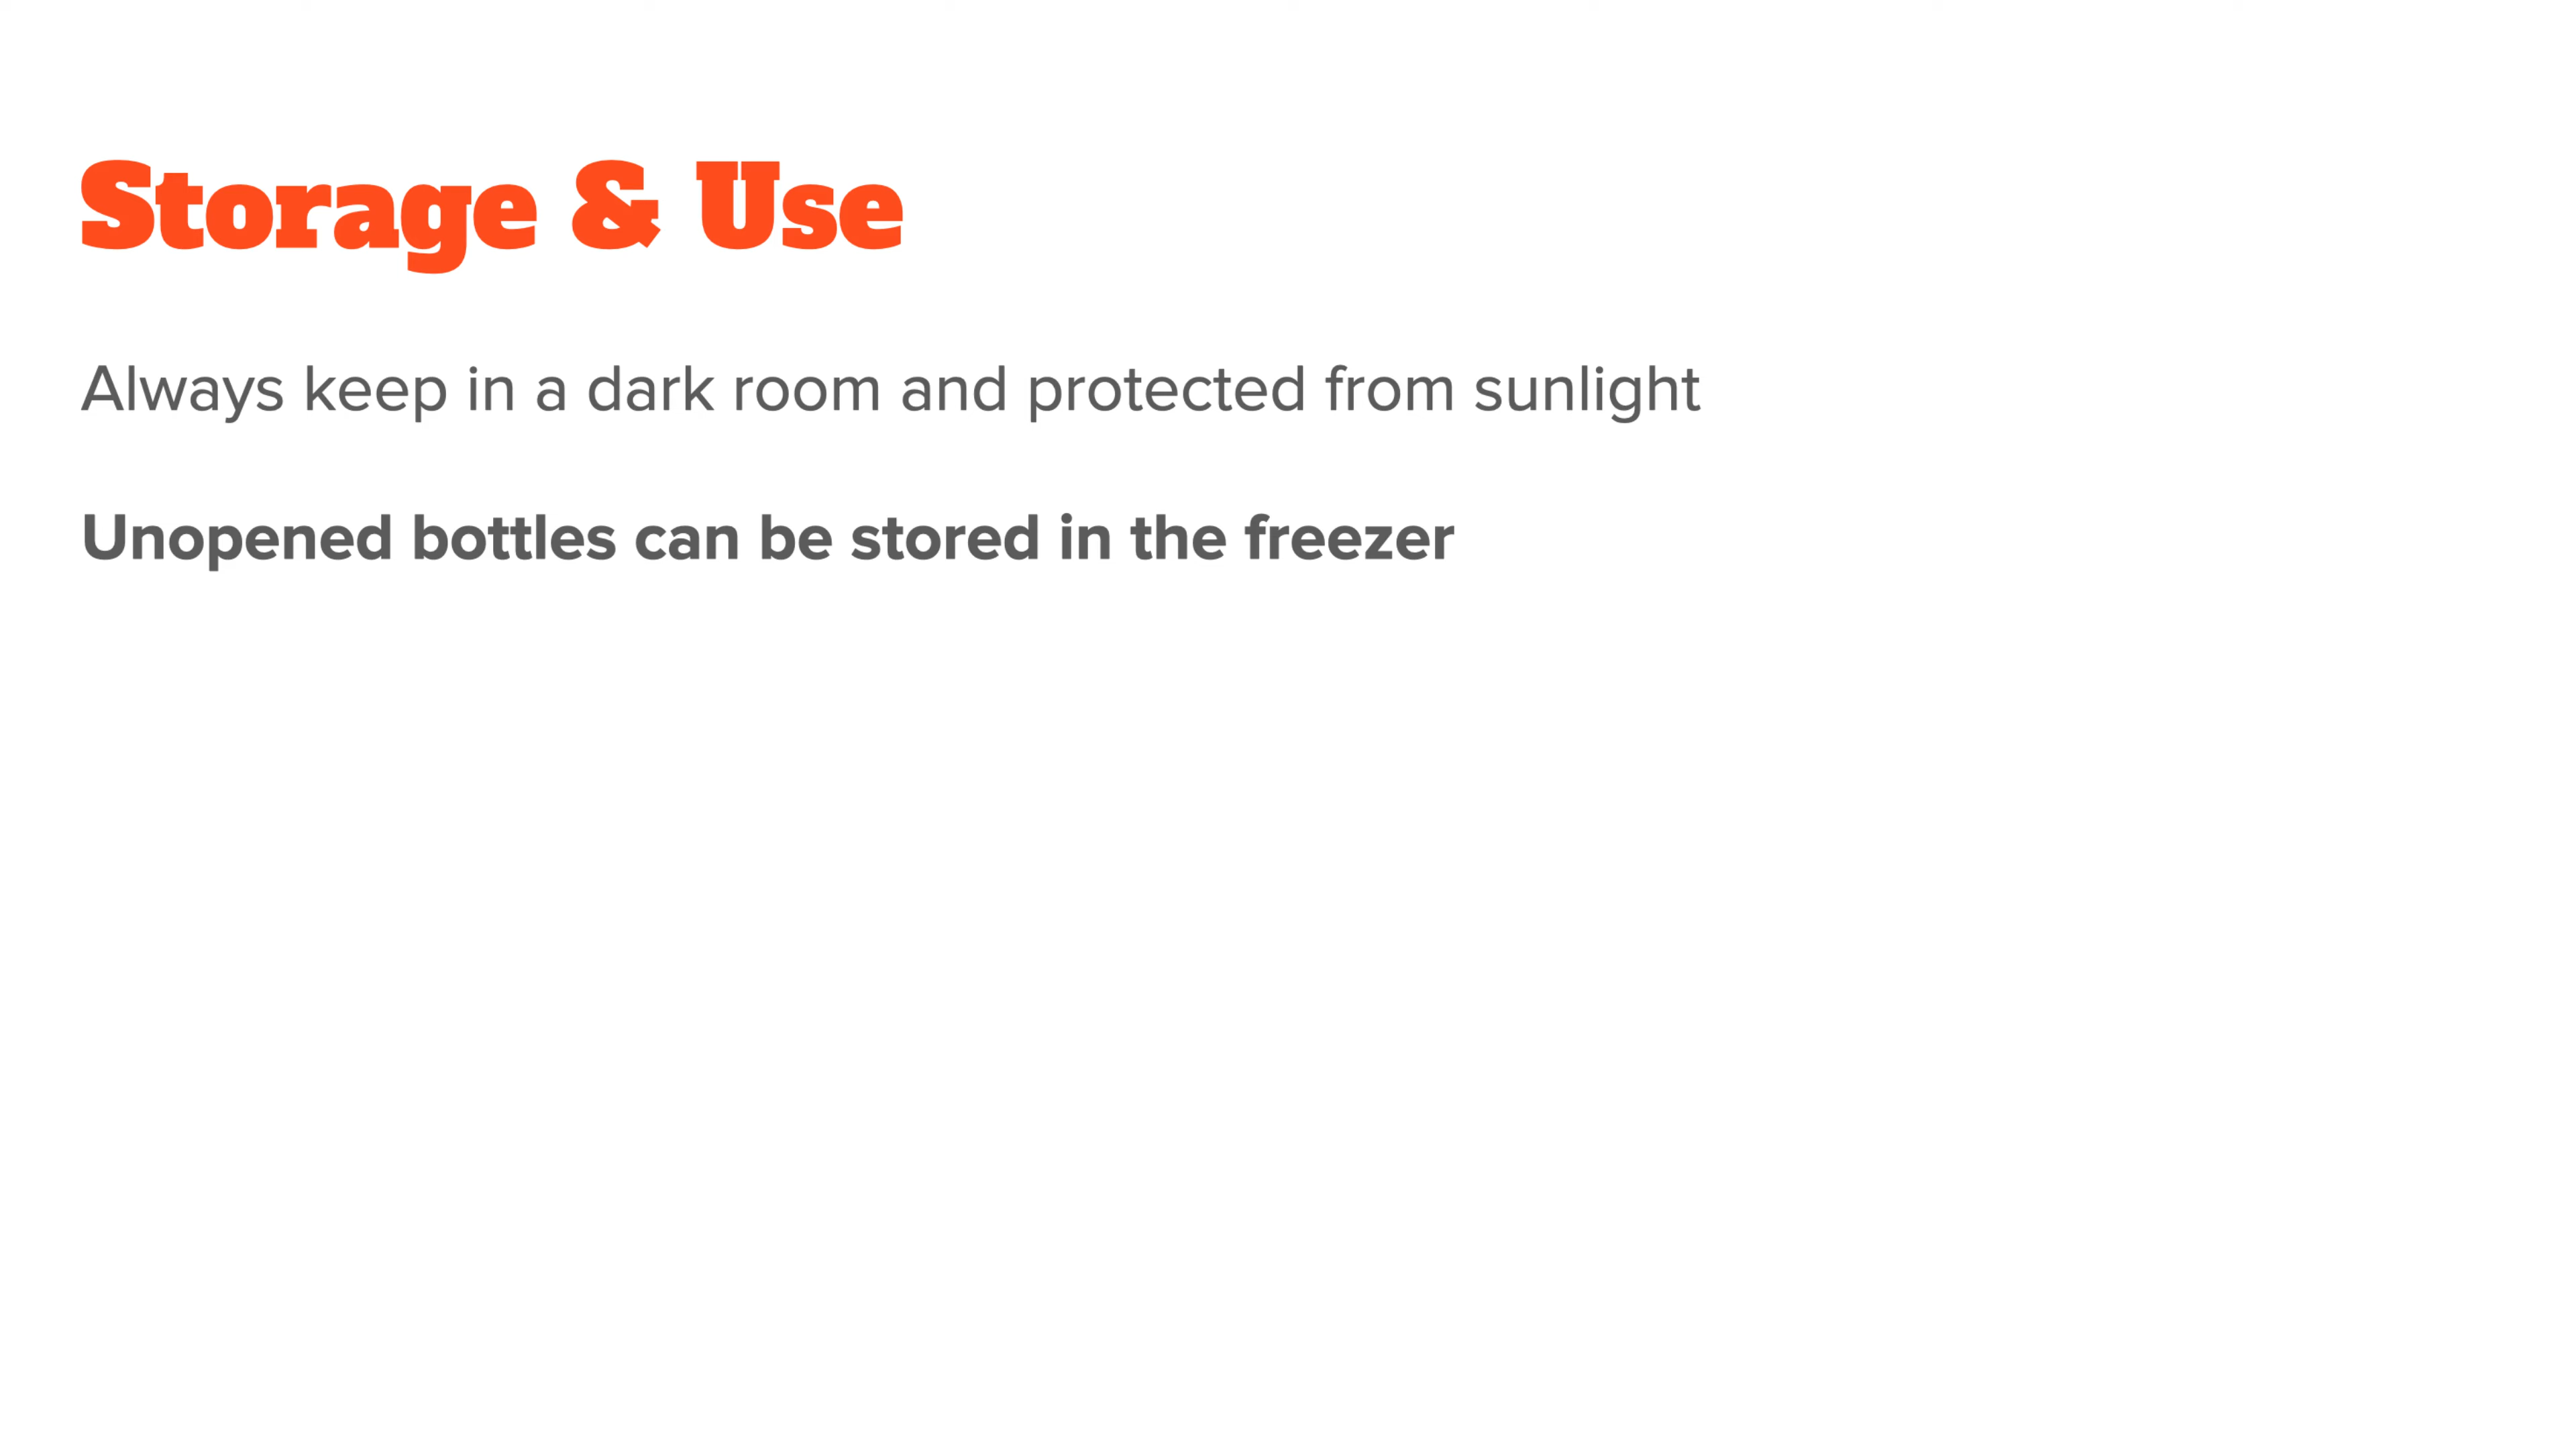 Storage & Use
Always keep in a dark room and protected from sunlight
Unopened bottles can be stored in the freezer